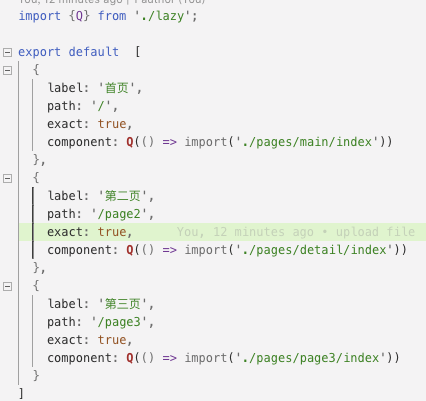 You, 12 minutes ago | 1 author (You)
import {Q} from './lazy';
export default  [
{
label: '首页',
path: '/',
exact: true,
component: Q(() => import('./pages/main/index'))
},
{
label: '第二页',
path: '/page2',
exact: true,    You, 12 minutes ago • upload file
component: Q(() => import('./pages/detail/index'))
},
{
label: '第三页',
path: '/page3',
exact: true,
component: Q(() => import('./pages/page3/index'))
}
]